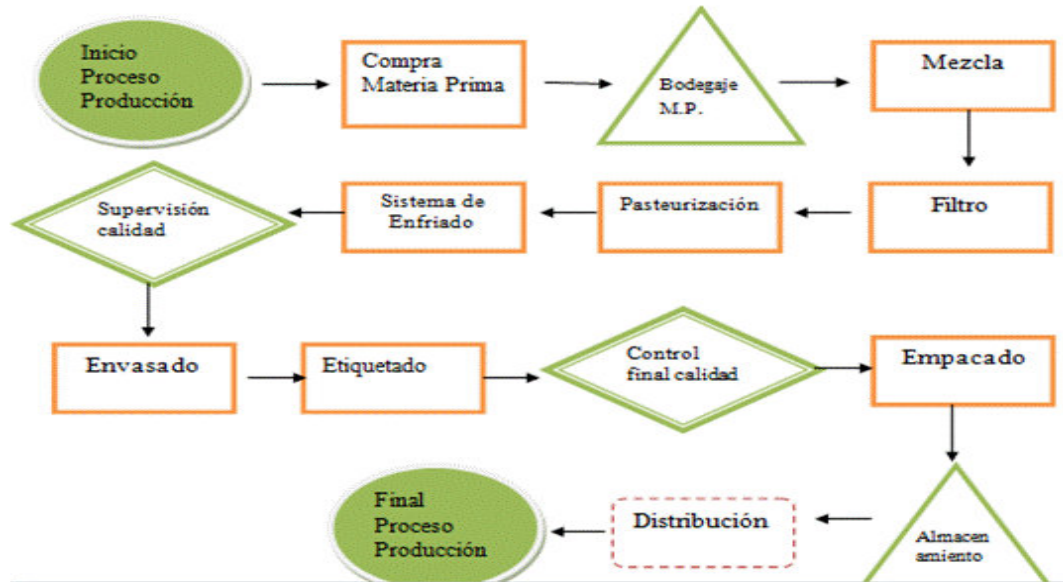 Inicio
Proceso
Producción
Compra
Materia Prima
Bodegaje
M.P.
Mezcla
Filtro
Pasteurización
Sistema de
Enfriado
Supervisión
calidad
Envasado
Etiquetado
Control
final calidad
Empacado
Almacen
amiento
Distribución
Final
Proceso
Producción